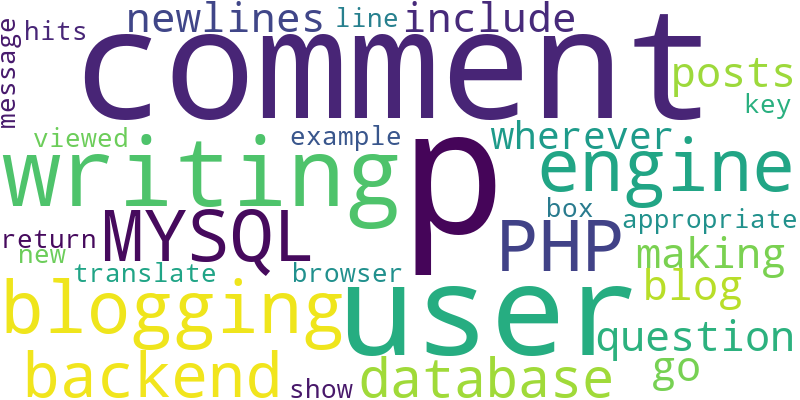 newlines line include
hits
message
comment
posts
key
viewed example wherever
writing p engine
box
return MYSQL PHP appropriate
new making
translate browser
blogging user blog
question
backend show database go